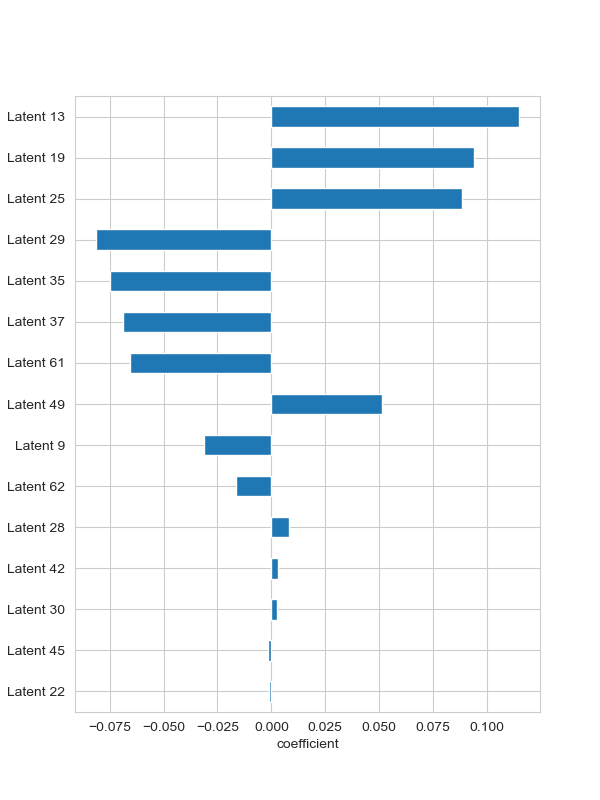 Latent 13
Latent 19
Latent 25
Latent 29
Latent 35
Latent 37
Latent 61
Latent 49
Latent 9
Latent 62
Latent 28
Latent 42
Latent 30
Latent 45
Latent 22
−0.075 −0.050 −0.025 0.000 0.025 0.050 0.075 0.100
coefficient